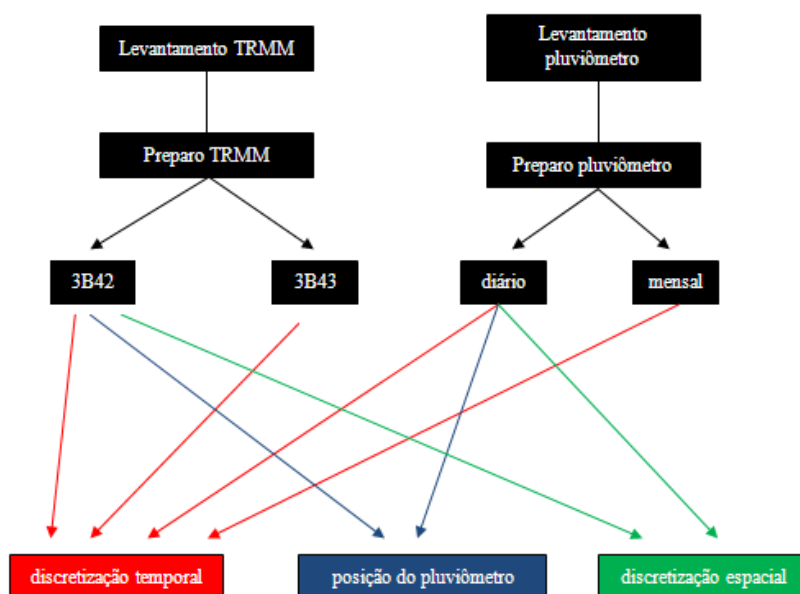 Levantamento TRMM
Levantamento
pluviômetro
Preparo TRMM
Preparo pluviômetro
3B42
3B43
diário
mensal
discretização temporal
posição do pluviômetro
discretização espacial